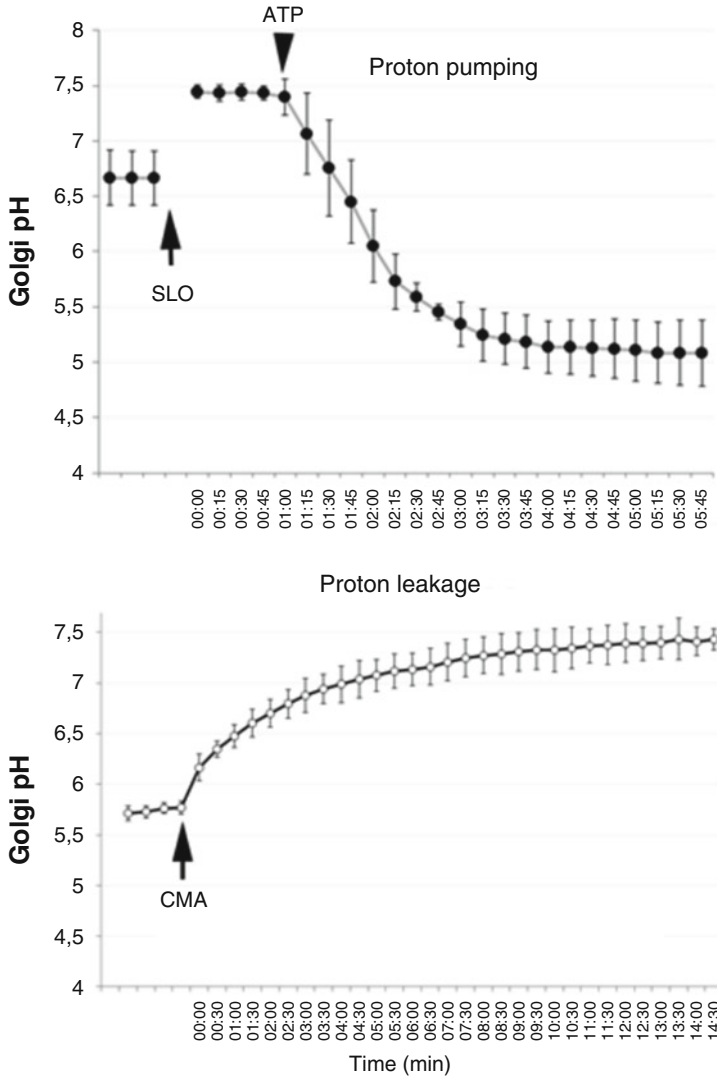 ATP
Proton pumping
8
7,5
7
6,5
6
5,5
5
4,5
4
Golgi pH
SLO
00:00 00:15 00:30 00:45 01:00 01:15 01:30 01:45 02:00 02:15 02:30 02:45 03:00 03:15 03:30 03:45 04:00 04:15 04:30 04:45 05:00 05:15 05:30 05:45
Proton leakage
7,5
7
6,5
6
5,5
5
4,5
4
Golgi pH
CMA
00:00 00:30 01:00 01:30 02:00 02:30 03:00 03:30 04:00 04:30 05:00 05:30 06:00 06:30 07:00 07:30 08:00 08:30 09:00 09:30 10:00 10:30 11:00 11:30 12:00 12:30 13:00 13:30 14:00 14:30
Time (min)